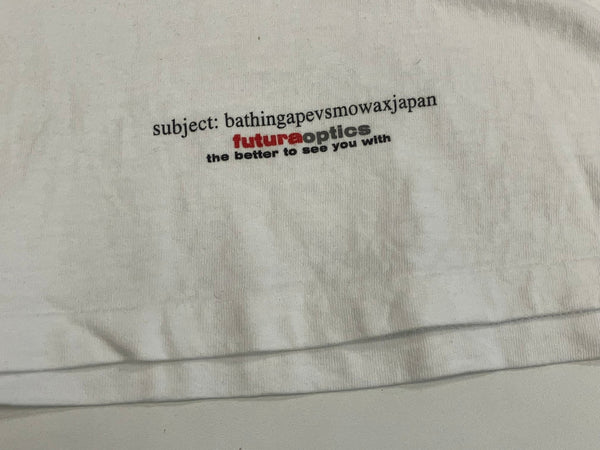 subject: bathingapevsmowaxjapan
futuraoptics
the better to see you with